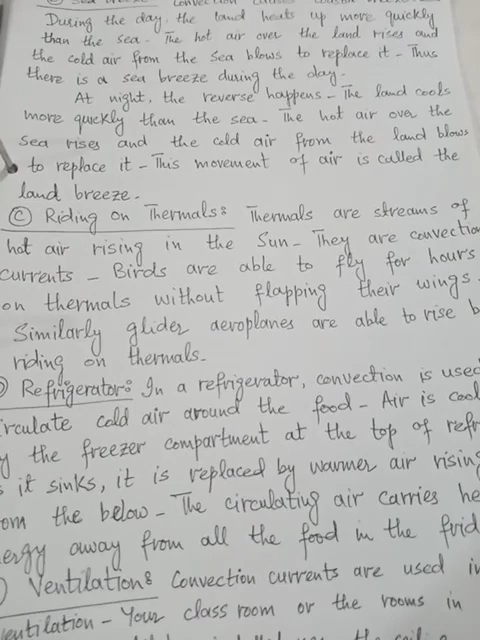 During the day, the land heats up more quickly
than the sea - The hot air over the land rises and
the cold air from the sea blows to replace it - Thus
there is a sea breeze during the day -
At night, the reverse happens - The land cools
more quickly than the sea - The hot air over the
sea rises and the cold air from the land blows
to replace it - This movement of air is called the
land breeze -
Ⓒ Riding on Thermals: Thermals are streams of
hot air rising in the Sun - They are convection
currents - Birds are able to fly for hours
on thermals without flapping their wings -
Similarly glider aeroplanes are able to rise b
riding on thermals -
) Refrigerator: In a refrigerator, convection is used
irculate cold air around the food - Air is cool
y the freezer compartment at the top of refr
s it sinks, it is replaced by warmer air rising
om the below - The circulating air carries he
ergy away from all the food in the frid
) Ventilation: Convection currents are used in
entilation - Your class room or the rooms in